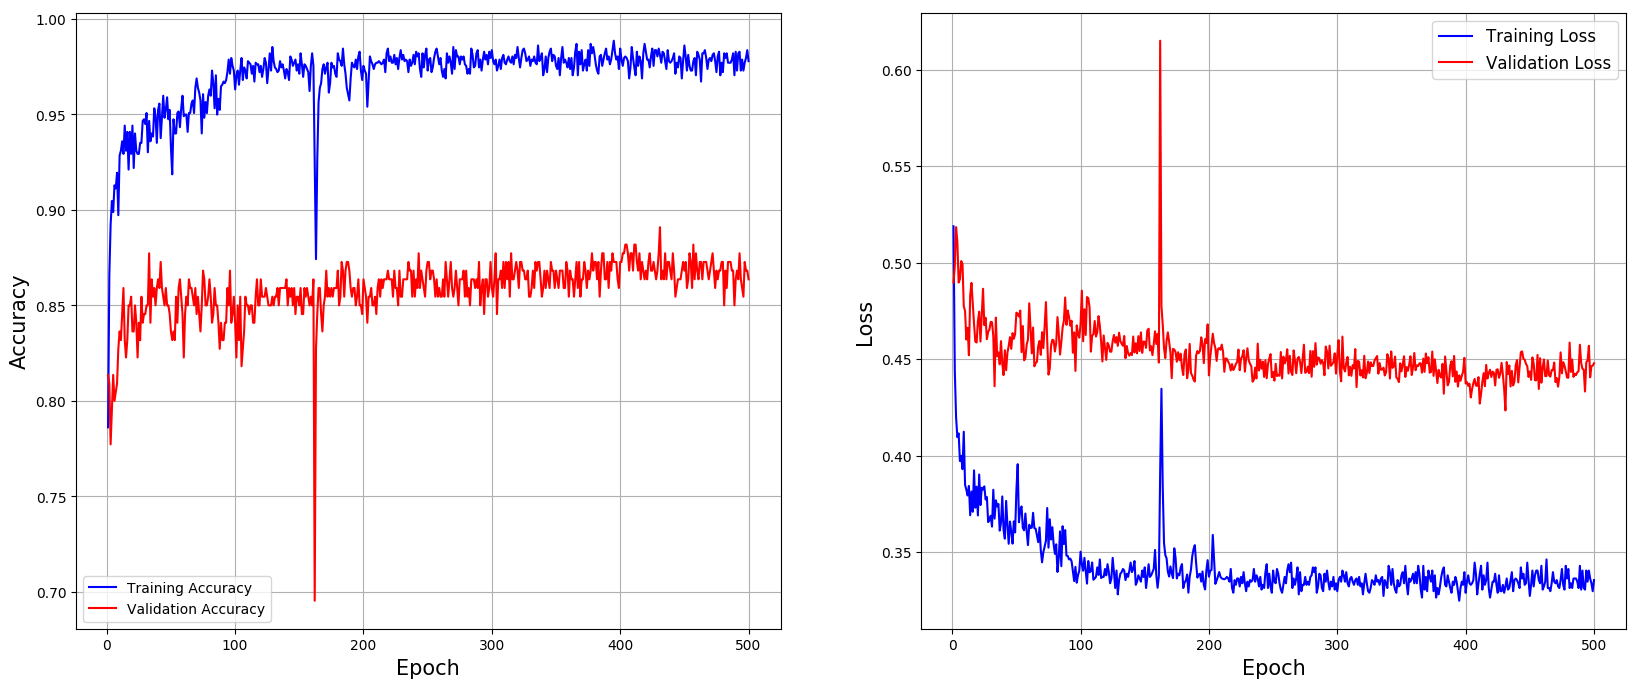 1.00
0.95
0.90
0.85
0.80
0.75
0.70
Accuracy
Training Accuracy
Validation Accuracy
0 100 200 300 400 500
Epoch
0.60
0.55
0.50
0.45
0.40
0.35
Loss
Training Loss
Validation Loss
0 100 200 300 400 500
Epoch